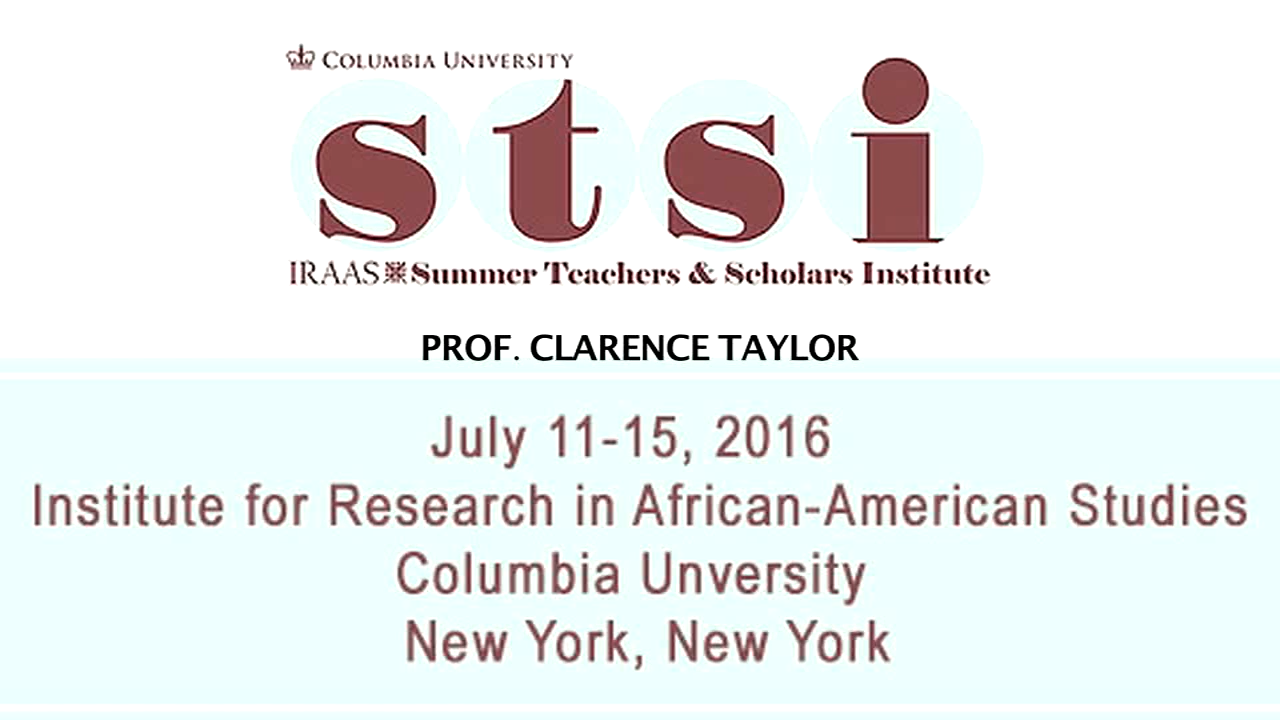 COLUMBIA UNIVERSITY
stsi
IRAAS Summer Teachers & Scholars Institute
PROF. CLARENCE TAYLOR
July 11-15, 2016
Institute for Research in African-American Studies
Columbia Unversity
New York, New York